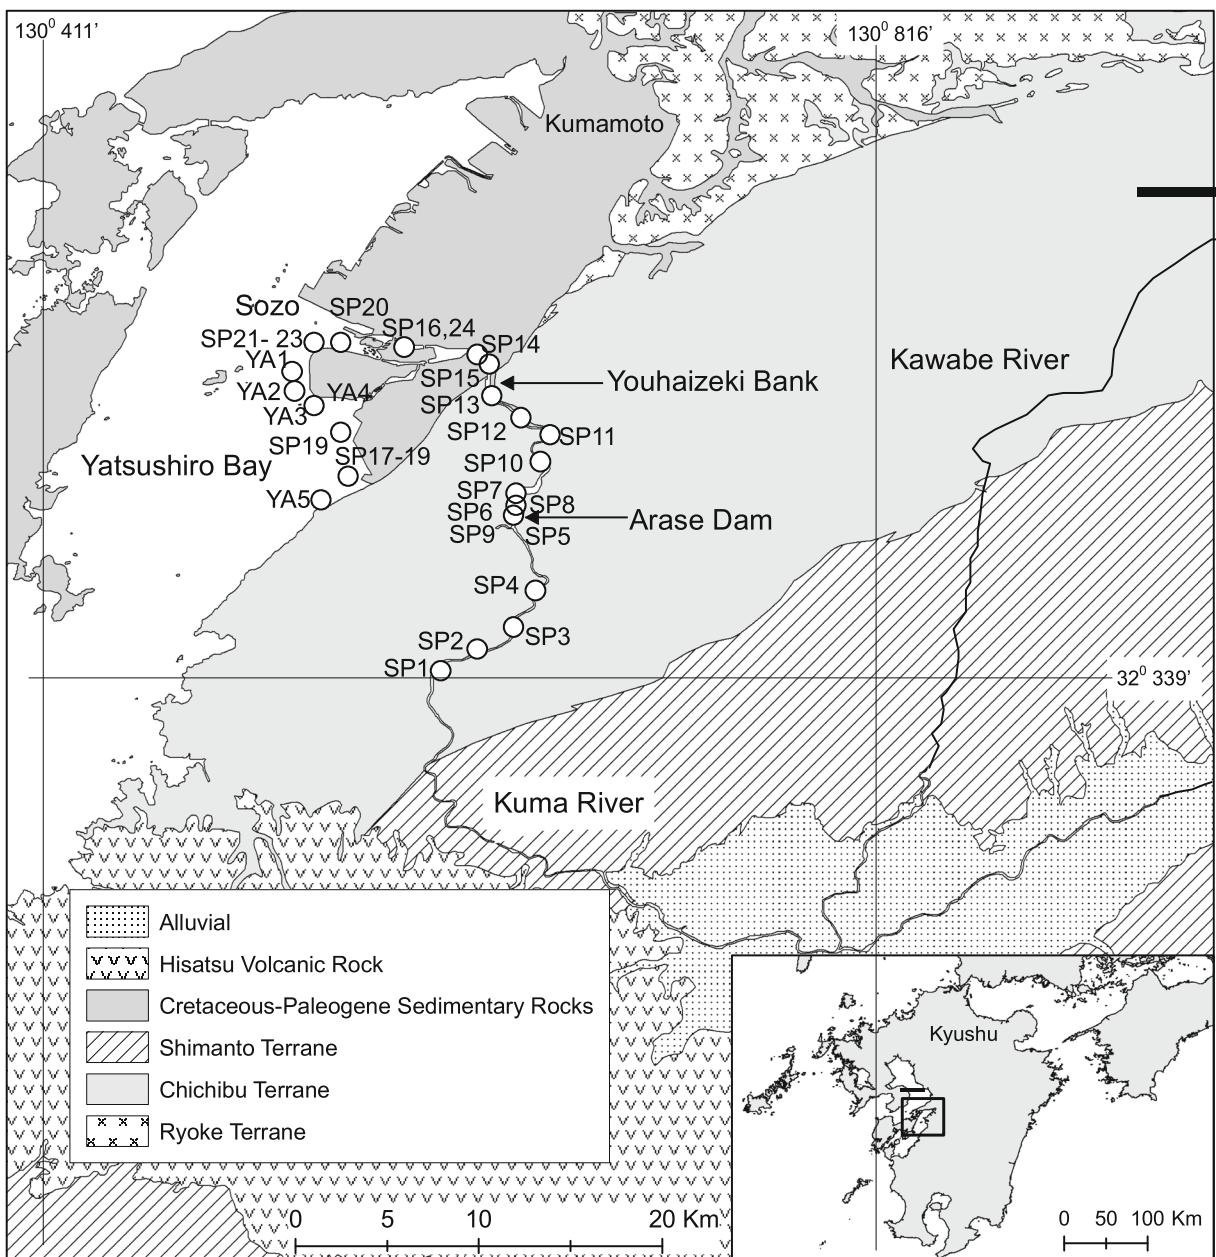 130⁰ 411’
130⁰ 816’
Kumamoto
Sozo
SP20
SP16,24
SP21- 23
SP14
YA1
Kawabe River
SP15
Youhaizeki Bank
YA2
YA4
SP13
YA3
SP12
SP11
SP19
SP17-19
Yatsushiro Bay
SP10
SP7
YA5
SP8
SP6
Arase Dam
SP9
SP5
SP4
SP3
SP2
SP1
32⁰ 339’
Kuma River
Alluvial
Hisatsu Volcanic Rock
Cretaceous-Paleogene Sedimentary Rocks
Shimanto Terrane
Chichibu Terrane
Ryoke Terrane
Kyushu
0 5 10 20 Km
0 50 100 Km